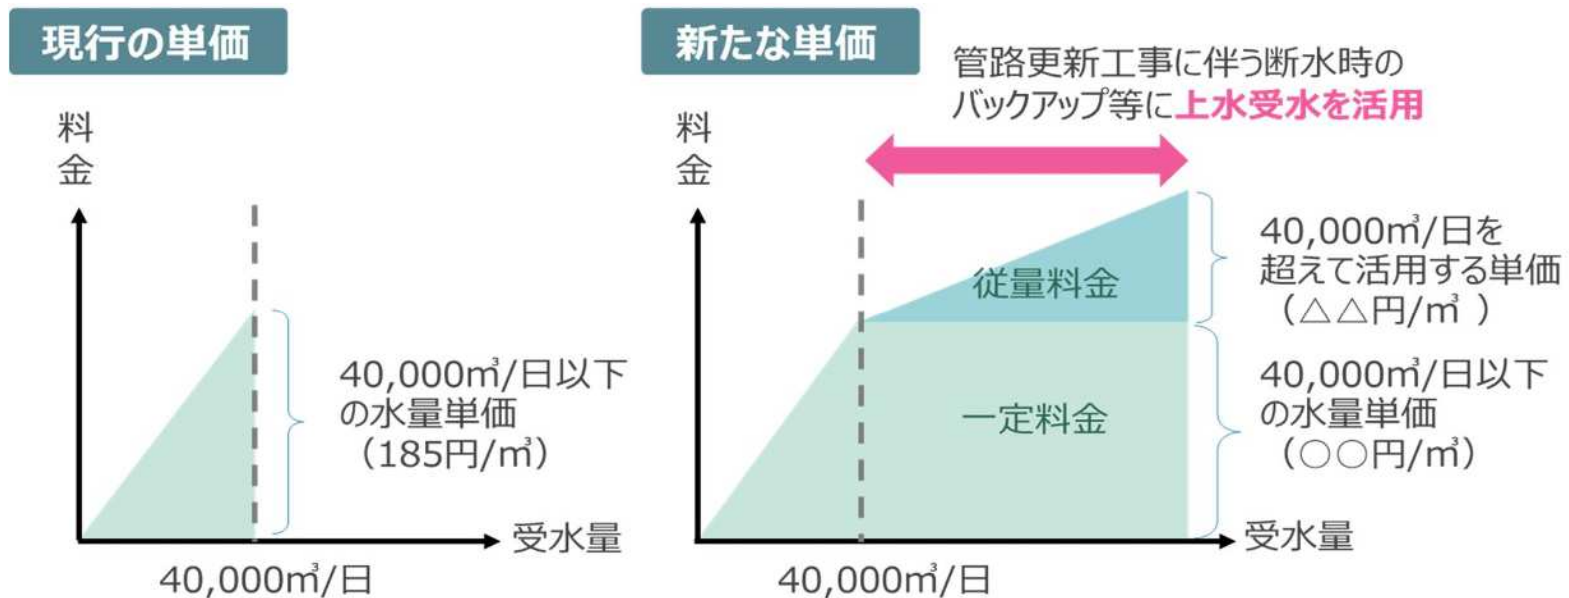 現行の単価
料
金
40,000㎥/日以下
の水量単価
（185円/㎥）
受水量
40,000㎥/日
新たな単価
管路更新工事に伴う断水時の
バックアップ等に上水受水を活用
料
金
従量料金
一定料金
40,000㎥/日を
超えて活用する単価
（△△円/㎥ ）
40,000㎥/日以下
の水量単価
（○○円/㎥）
受水量
40,000㎥/日